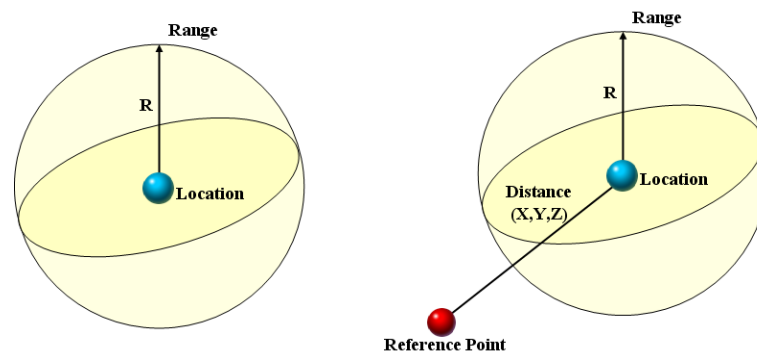 Range
R
Location
Range
R
Location
Distance
(X,Y,Z)
Reference Point